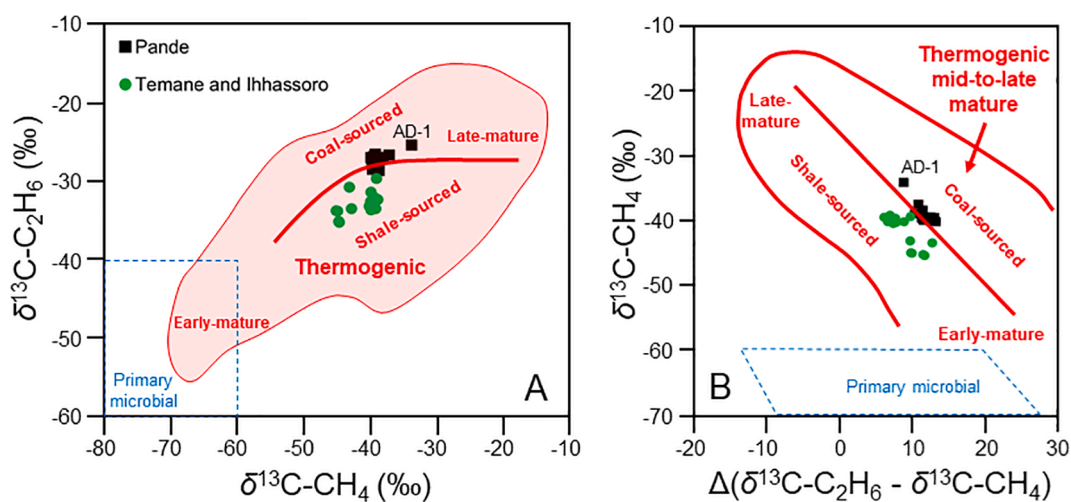 -10
-20
-30
-40
-50
-60
δ¹³C-C₂H₆ (‰)
Pande
Temane and Ihhassoro
AD-1
Coal-sourced
Late-mature
Shale-sourced
Thermogenic
Early-mature
Primary
microbial
A
-80
-70
-60
-50
-40
-30
-20
-10
δ¹³C-CH₄ (‰)
-10
-20
-30
-40
-50
-60
-70
δ¹³C-CH₄ (‰)
Thermogenic
mid-to-late
mature
Late-
mature
AD-1
Shale-sourced
Coal-sourced
Early-mature
Primary microbial
B
-20
-10
0
10
20
30
Δ(δ¹³C-C₂H₆ - δ¹³C-CH₄)